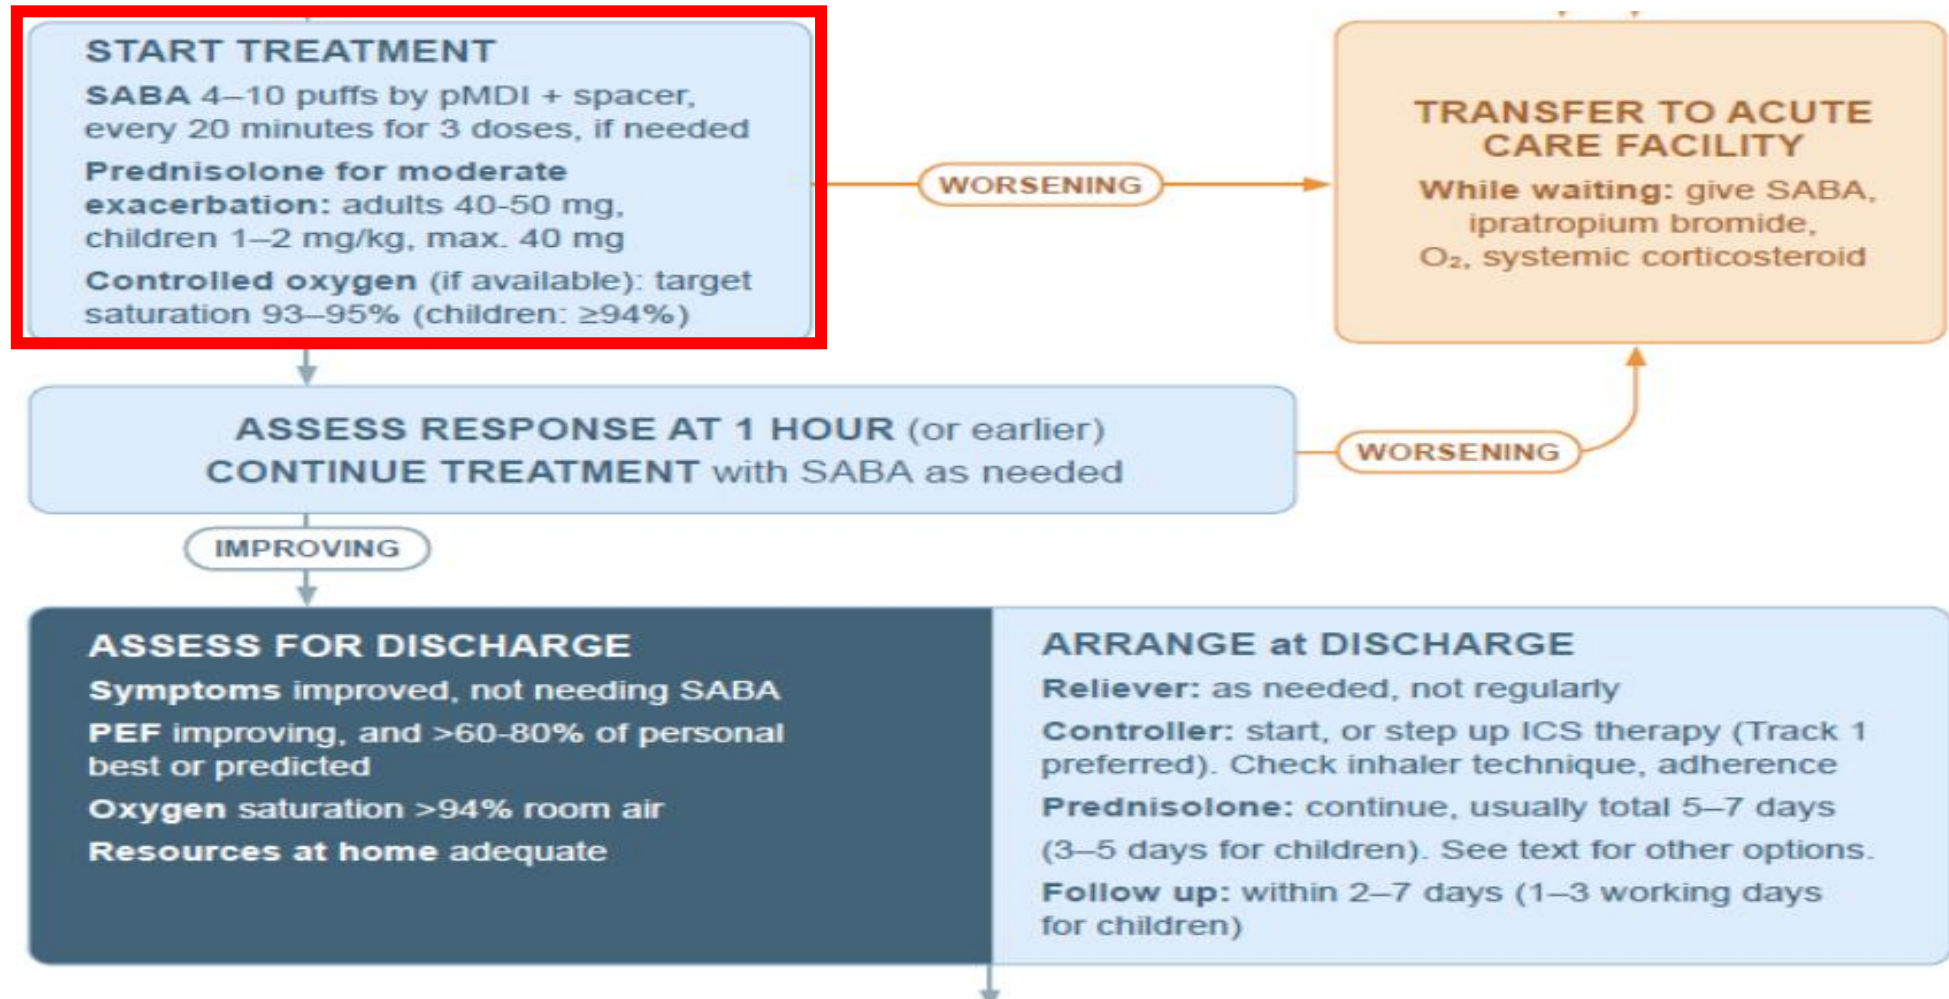 START TREATMENT
SABA 4–10 puffs by pMDI + spacer,
every 20 minutes for 3 doses, if needed
Prednisolone for moderate
exacerbation: adults 40-50 mg,
children 1–2 mg/kg, max. 40 mg
Controlled oxygen (if available): target
saturation 93–95% (children: ≥94%)
WORSENING
TRANSFER TO ACUTE
CARE FACILITY
While waiting: give SABA,
ipratropium bromide,
O₂, systemic corticosteroid
ASSESS RESPONSE AT 1 HOUR (or earlier)
CONTINUE TREATMENT with SABA as needed
WORSENING
IMPROVING
ASSESS FOR DISCHARGE
Symptoms improved, not needing SABA
PEF improving, and >60-80% of personal
best or predicted
Oxygen saturation >94% room air
Resources at home adequate
ARRANGE at DISCHARGE
Reliever: as needed, not regularly
Controller: start, or step up ICS therapy (Track 1
preferred). Check inhaler technique, adherence
Prednisolone: continue, usually total 5–7 days
(3–5 days for children). See text for other options.
Follow up: within 2–7 days (1–3 working days
for children)